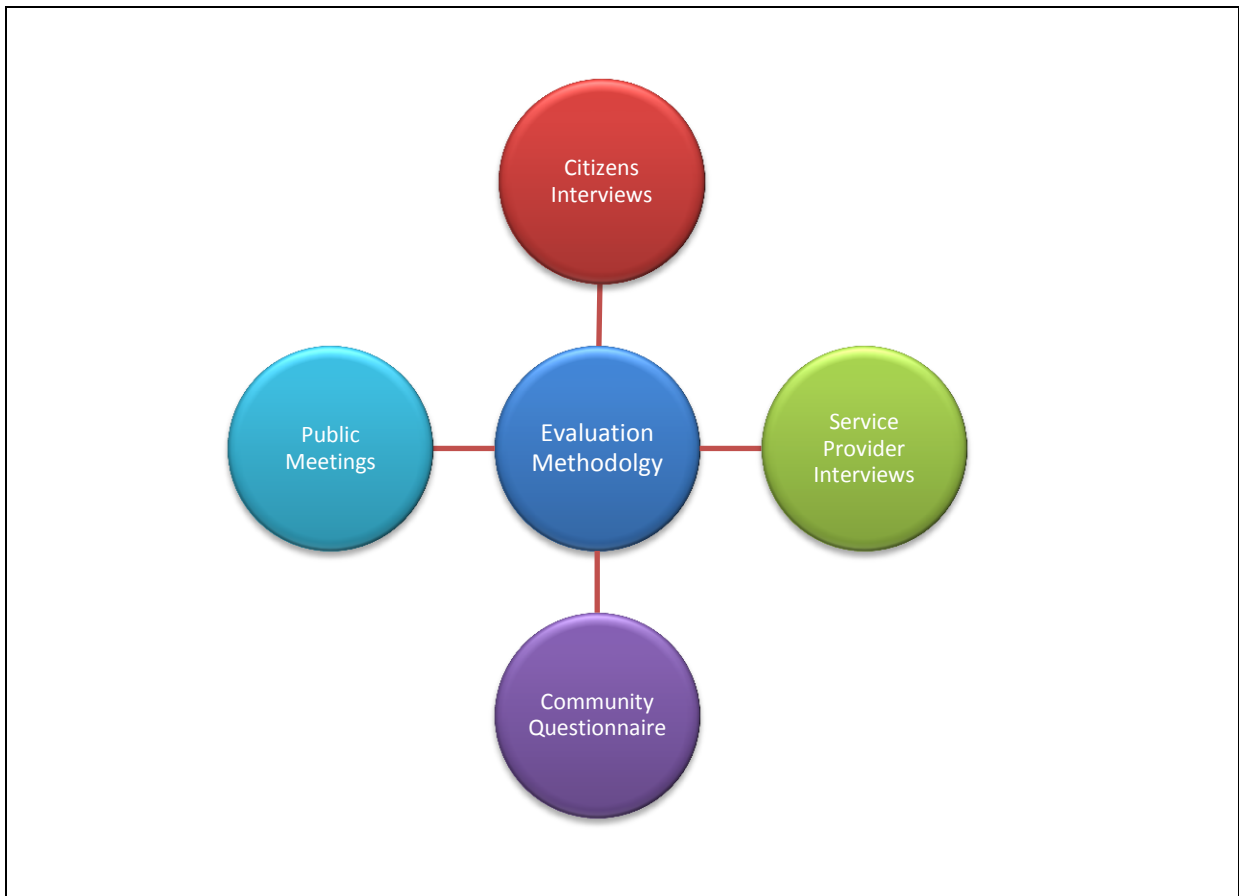 Citizens
Interviews
Public
Meetings
Evaluation
Methodolgy
Service
Provider
Interviews
Community
Questionnaire